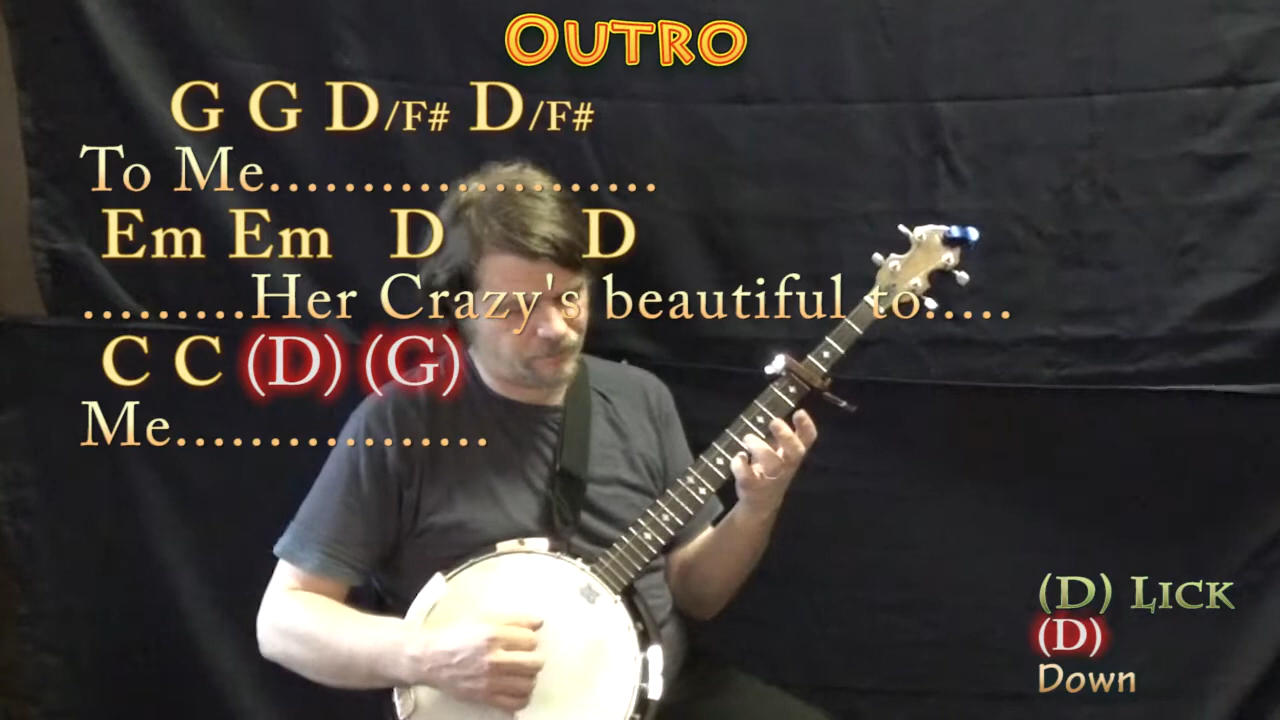 Outro
G G D/F# D/F#
To Me.....................
Em Em D D
.........Her Crazy's beautiful to.....
C C (D) (G)
Me.................
(D) Lick
(D)
Down